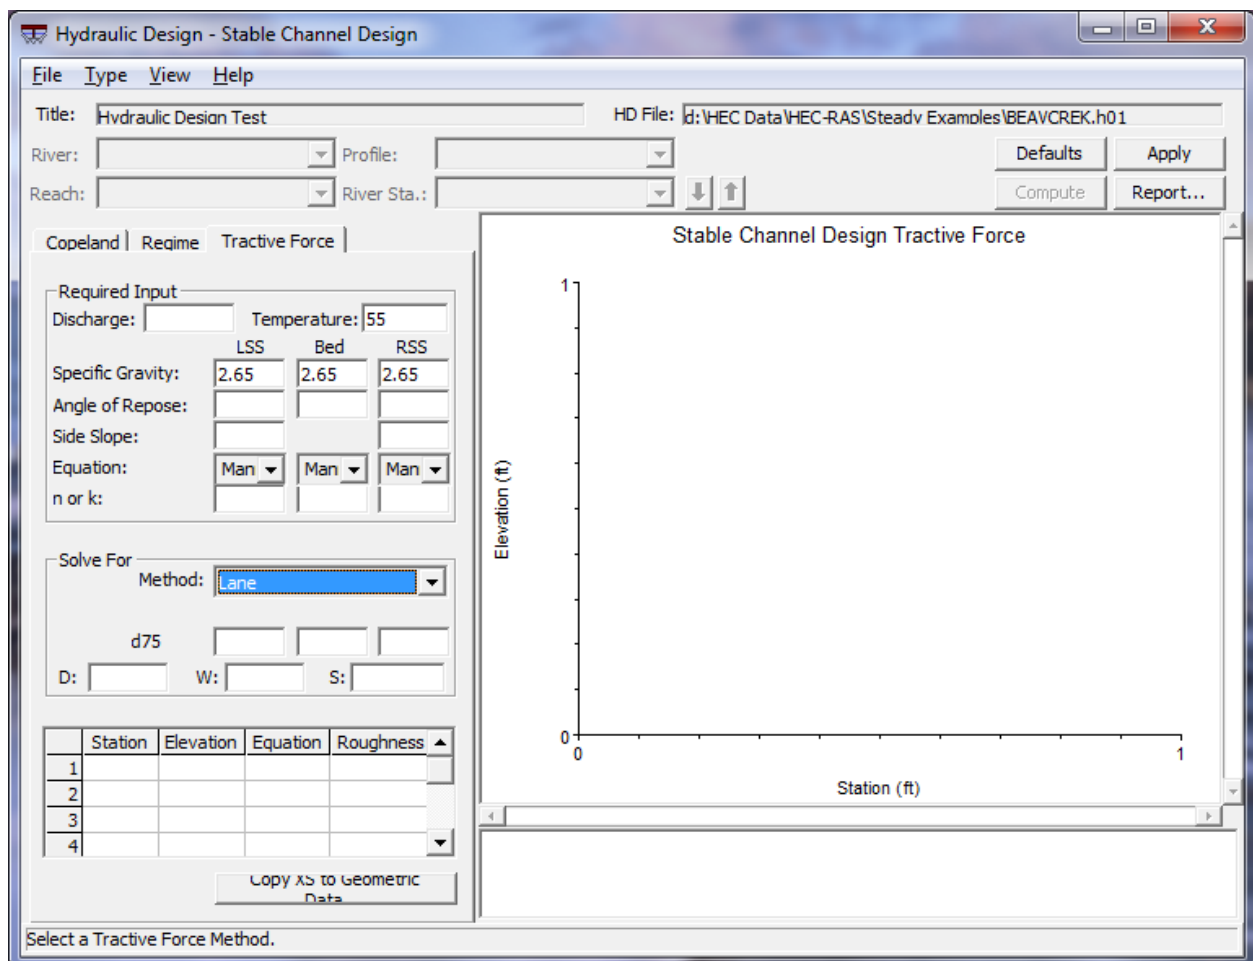 Hydraulic Design - Stable Channel Design
File Type View Help
Title: Hydraulic Design Test HD File: d:\HEC Data\HEC-RAS\Steady Examples\BEAVCREK.h01
River: Profile: Defaults Apply
Reach: River Sta.: Compute Report...
Copeland Regime Tractive Force
Required Input
Discharge: Temperature: 55
LSS Bed RSS
Specific Gravity: 2.65 2.65 2.65
Angle of Repose:
Side Slope:
Equation: Man Man Man
n or k:
Solve For
Method: Lane
d75
D: W: S:
Station Elevation Equation Roughness
1
2
3
4
Copy XS to Geometric
Data
Stable Channel Design Tractive Force
1
Elevation (ft)
0
0 1
Station (ft)
Select a Tractive Force Method.